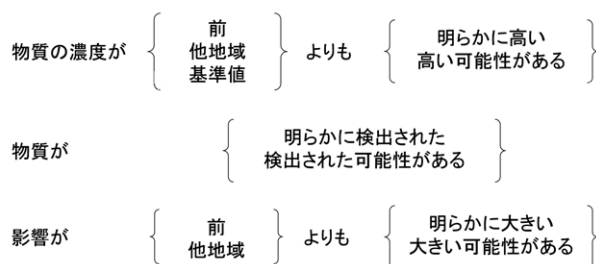 前
物質の濃度が 他地域 よりも 明らかに高い
基準値 高い可能性がある
物質が 明らかに検出された
検出された可能性がある
影響が 前 よりも 明らかに大きい
他地域 大きい可能性がある